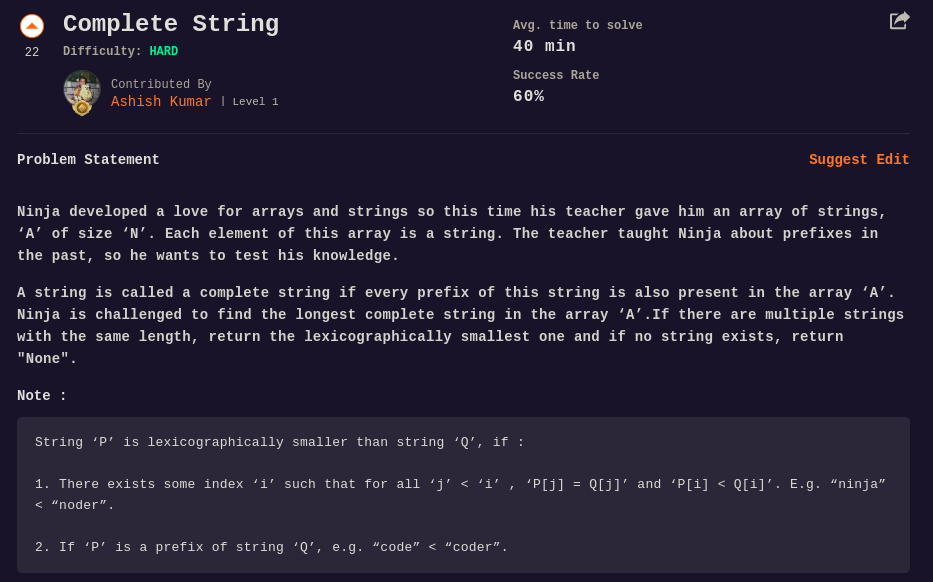 Complete String
22
Difficulty: HARD
Contributed By
Ashish Kumar | Level 1
Avg. time to solve
40 min
Success Rate
60%
Problem Statement
Suggest Edit
Ninja developed a love for arrays and strings so this time his teacher gave him an array of strings,
‘A’ of size ‘N’. Each element of this array is a string. The teacher taught Ninja about prefixes in
the past, so he wants to test his knowledge.
A string is called a complete string if every prefix of this string is also present in the array ‘A’.
Ninja is challenged to find the longest complete string in the array ‘A’.If there are multiple strings
with the same length, return the lexicographically smallest one and if no string exists, return
"None".
Note :
String ‘P’ is lexicographically smaller than string ‘Q’, if :
1. There exists some index ‘i’ such that for all ‘j’ < ‘i’ , ‘P[j] = Q[j]’ and ‘P[i] < Q[i]’. E.g. “ninja”
< “noder”.
2. If ‘P’ is a prefix of string ‘Q’, e.g. “code” < “coder”.